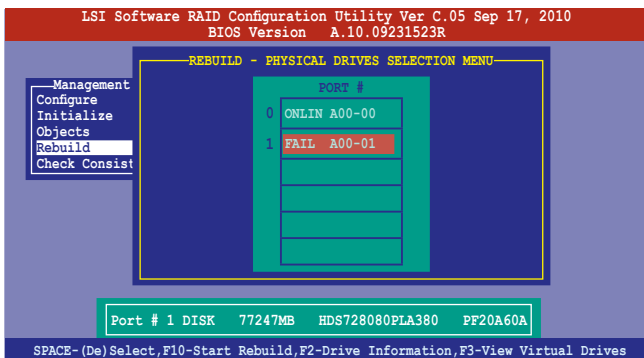 LSI Software RAID Configuration Utility Ver C.05 Sep 17, 2010
BIOS Version A.10.09231523R
REBUILD - PHYSICAL DRIVES SELECTION MENU
Management
Configure
Initialize
Objects
Rebuild
Check Consist
PORT #
0 ONLIN A00-00
1 FAIL A00-01
Port # 1 DISK 77247MB HDS728080PLA380 PF20A60A
SPACE-(De)Select,F10-Start Rebuild,F2-Drive Information,F3-View Virtual Drives